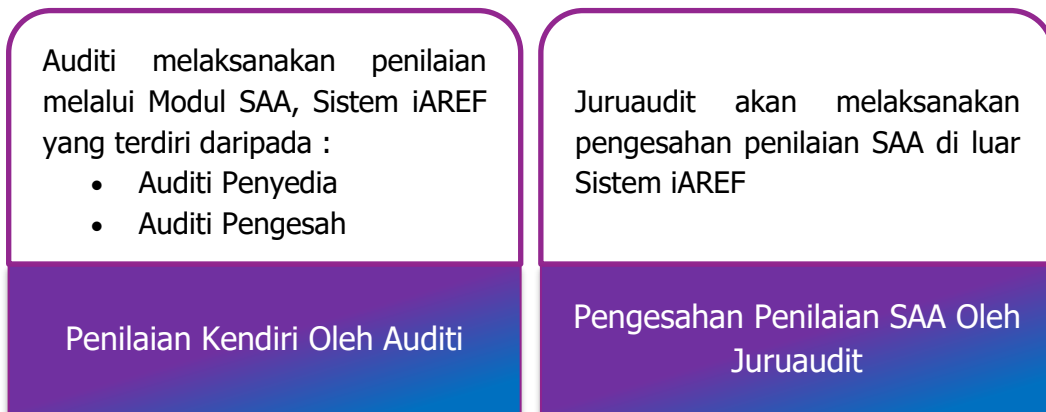 Auditi melaksanakan penilaian
melalui Modul SAA, Sistem iAREF
yang terdiri daripada :
• Auditi Penyedia
• Auditi Pengesah
Penilaian Kendiri Oleh Auditi
Juruaudit akan melaksanakan
pengesahan penilaian SAA di luar
Sistem iAREF
Pengesahan Penilaian SAA Oleh
Juruaudit